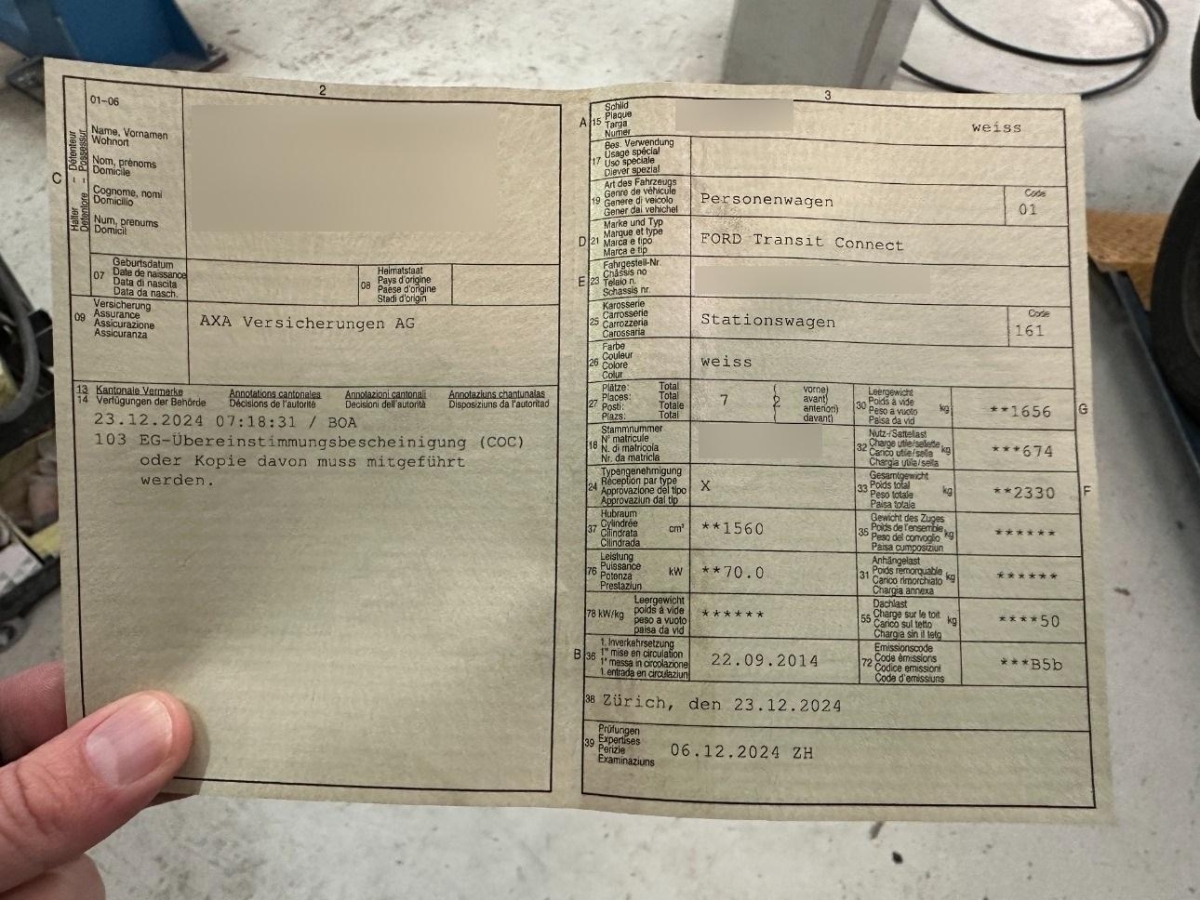 2
C
Halter – Détenteur
Detentore – Possessur
01–06
Name, Vornamen
Wohnort
Nom, prénoms
Domicile
Cognome, nomi
Domicilio
Num, prenums
Domicil
07
Geburtsdatum
Date de naissance
Data di nascita
Data da nasch.
08
Heimatstaat
Pays d'origine
Paese d'origine
Stadi d'origin
09
Versicherung
Assurance
Assicurazione
Assicuranza
AXA Versicherungen AG
13 Kantonale Vermerke Annotations cantonales Annotazioni cantonali Annotaziuns chantunalas
14 Verfügungen der Behörde Décisions de l'autorité Decisioni dell'autorità Disposiziuns da l'autoritad
23.12.2024 07:18:31 / BOA
103 EG-Übereinstimmungsbescheinigung (COC)
oder Kopie davon muss mitgeführt
werden.
3
A 15
Schild
Plaque
Targa
Numer
weiss
17
Bes. Verwendung
Usage spécial
Uso speciale
Diever spezial
19
Art des Fahrzeugs
Genre de véhicule
Genere di veicolo
Gener dal vehichel
Personenwagen
Code
01
D 21
Marke und Typ
Marque et type
Marca e tipo
Marca e tip
FORD Transit Connect
E 23
Fahrgestell-Nr.
Châssis no
Telaio n.
Schassis nr.
25
Karosserie
Carrosserie
Carrozzeria
Carossaria
Stationswagen
Code
161
26
Farbe
Couleur
Colore
Colur
weiss
27
Plätze: Total
Places: Total
Posti: Totale
Plazs: Total
7
( 2
vorne)
avant)
anteriori)
davant)
30
Leergewicht
Poids à vide
Peso a vuoto
Paisa da vid
kg
**1656
G
18
Stammnummer
N° matricule
N. di matricola
Nr. da matricla
32
Nutz-/Sattellast
Charge utile/sellette
Carico utile/sella
Chargia utila/sella
kg
***674
24
Typengenehmigung
Réception par type
Approvazione del tipo
Approvaziun dal tip
X
33
Gesamtgewicht
Poids total
Peso totale
Paisa totala
kg
**2330
F
37
Hubraum
Cylindrée
Cilindrata
Cilindrada
cm³
**1560
35
Gewicht des Zuges
Poids de l'ensemble
Peso del convoglio
Paisa cumposiziun
kg
******
76
Leistung
Puissance
Potenza
Prestaziun
kW
**70.0
31
Anhängelast
Poids remorquable
Carico rimorchiato
Chargia annexa
kg
******
78 kW/kg
Leergewicht
poids à vide
peso a vuoto
paisa da vid
******
55
Dachlast
Charge sur le toit
Carico sul tetto
Chargia sin il tetg
kg
****50
B 36
1. Inverkehrsetzung
1re mise en circulation
1a messa in circolazione
1. entrada en circulaziun
22.09.2014
72
Emissionscode
Code émissions
Codice emissioni
Code d'emissiuns
***B5b
38
Zürich, den 23.12.2024
39
Prüfungen
Expertises
Perizie
Examinaziuns
06.12.2024 ZH